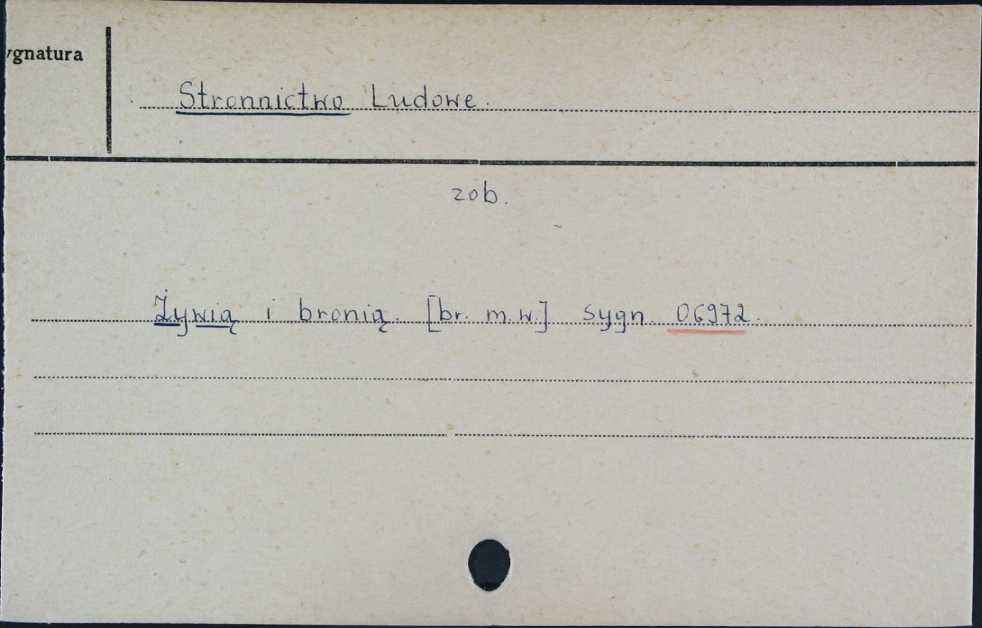 ygnatura
Stronnictwo Ludowe.
zob.
Żywią i bronią. [br. m. w.] sygn. 06972.